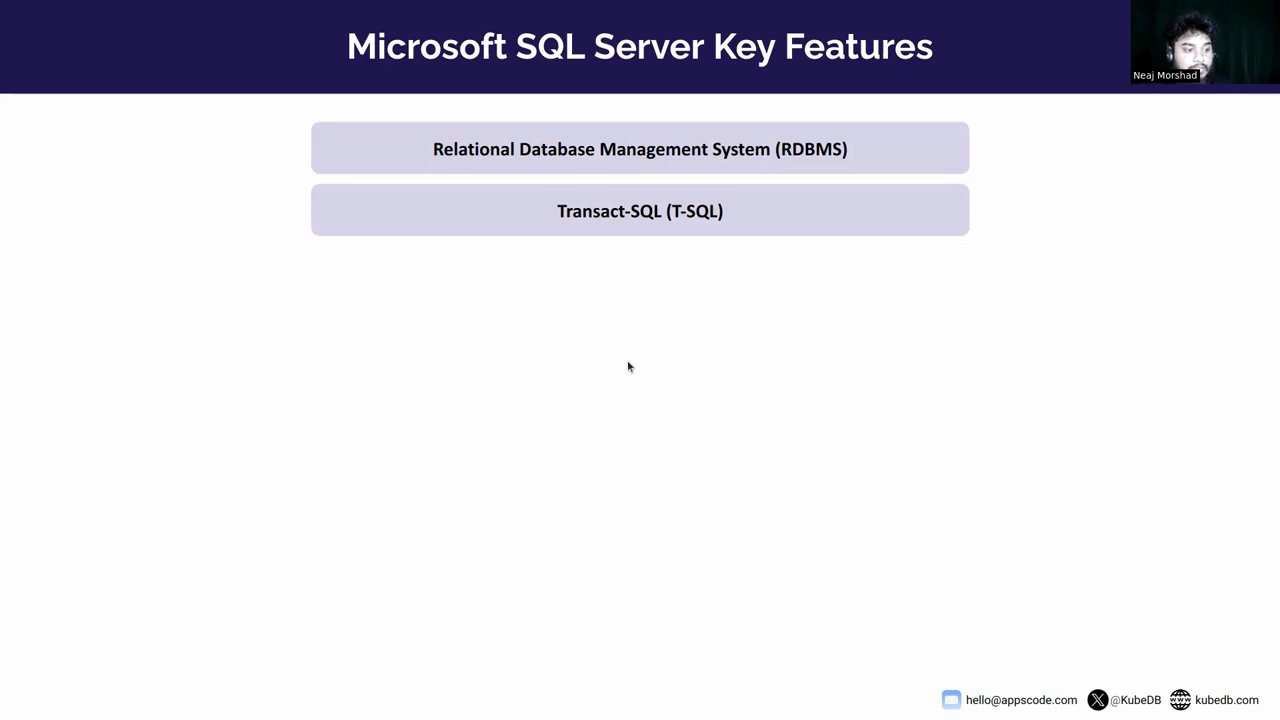 Microsoft SQL Server Key Features
Neaj Morshad
Relational Database Management System (RDBMS)
Transact-SQL (T-SQL)
hello@appscode.com @KubeDB kubedb.com